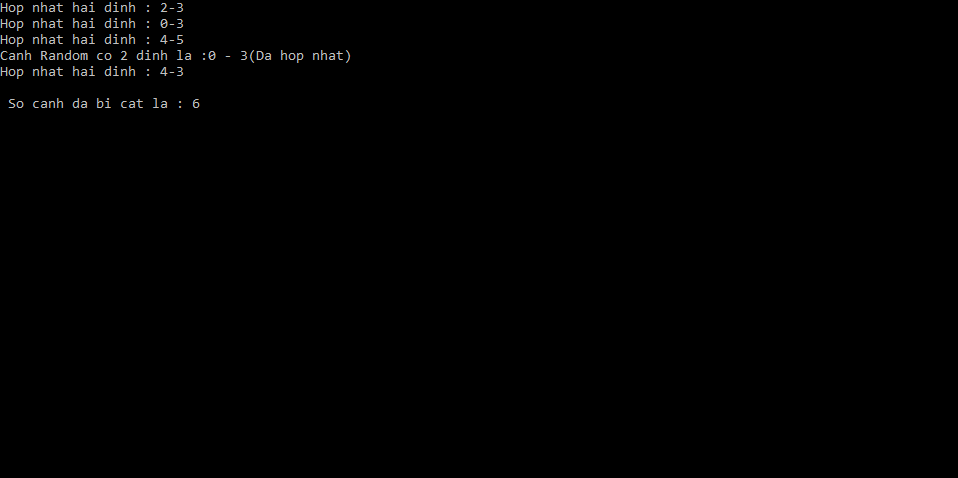 Hop nhat hai dinh : 2-3
Hop nhat hai dinh : 0-3
Hop nhat hai dinh : 4-5
Canh Random co 2 dinh la :0 - 3(Da hop nhat)
Hop nhat hai dinh : 4-3
So canh da bi cat la : 6